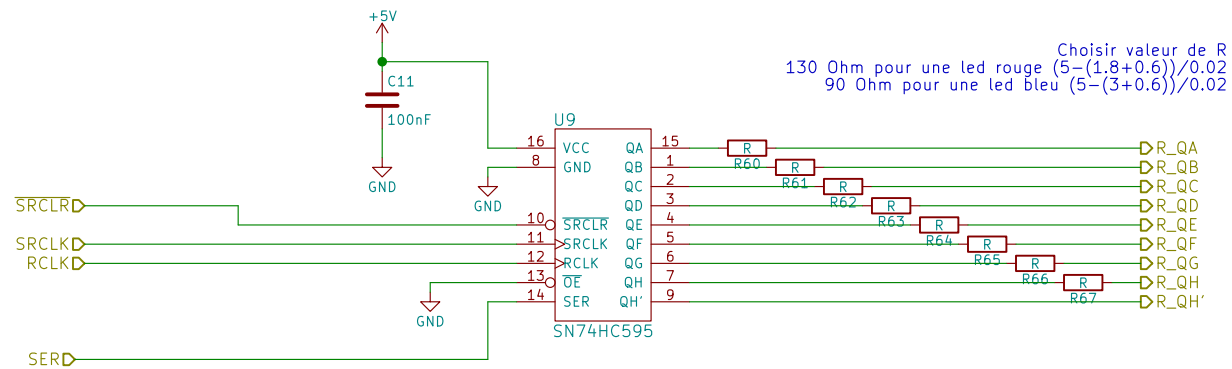 +5V
Choisir valeur de R
130 Ohm pour une led rouge (5-(1.8+0.6))/0.02
90 Ohm pour une led bleu (5-(3+0.6))/0.02
C11
100nF
GND
U9
16 VCC QA 15 R R60 R_QA
8 GND QB 1 R R61 R_QB
GND
QC 2 R R62 R_QC
SRCLR QD 3 R R63 R_QD
10 SRCLR QE 4 R R64 R_QE
SRCLK 11 SRCLK QF 5 R R65 R_QF
RCLK 12 RCLK QG 6 R R66 R_QG
13 OE QH 7 R R67 R_QH
14 SER QH' 9 R_QH'
GND
SN74HC595
SER